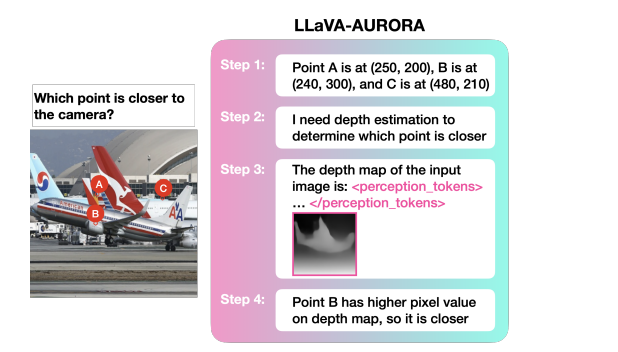 LLaVA-AURORA
Which point is closer to
the camera?
A
B
C
AA
Step 1:
Point A is at (250, 200), B is at
(240, 300), and C is at (480, 210)
Step 2:
I need depth estimation to
determine which point is closer
Step 3:
The depth map of the input
image is: <perception_tokens>
... </perception_tokens>
Step 4:
Point B has higher pixel value
on depth map, so it is closer